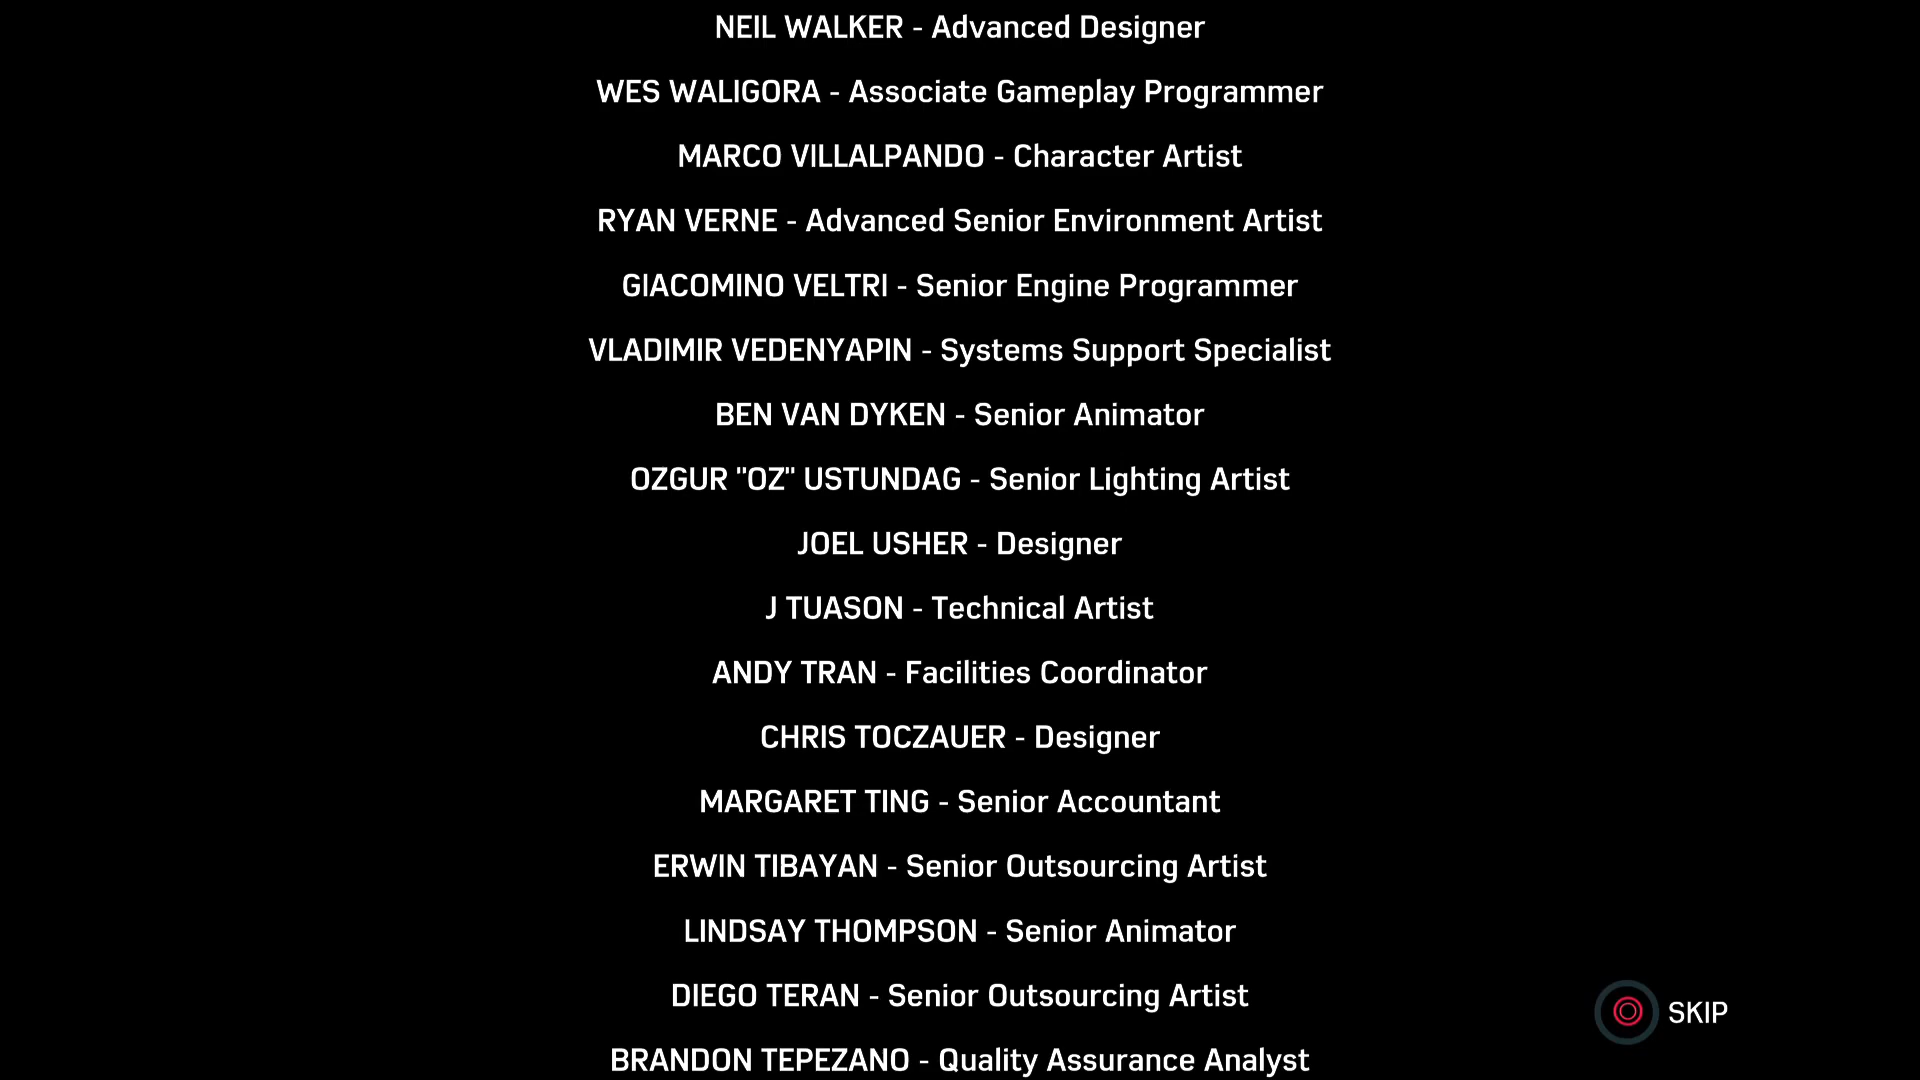 NEIL WALKER - Advanced Designer
WES WALIGORA - Associate Gameplay Programmer
MARCO VILLALPANDO - Character Artist
RYAN VERNE - Advanced Senior Environment Artist
GIACOMINO VELTRI - Senior Engine Programmer
VLADIMIR VEDENYAPIN - Systems Support Specialist
BEN VAN DYKEN - Senior Animator
OZGUR "OZ" USTUNDAG - Senior Lighting Artist
JOEL USHER - Designer
J TUASON - Technical Artist
ANDY TRAN - Facilities Coordinator
CHRIS TOCZAUER - Designer
MARGARET TING - Senior Accountant
ERWIN TIBAYAN - Senior Outsourcing Artist
LINDSAY THOMPSON - Senior Animator
DIEGO TERAN - Senior Outsourcing Artist
SKIP
BRANDON TEPEZANO - Quality Assurance Analyst